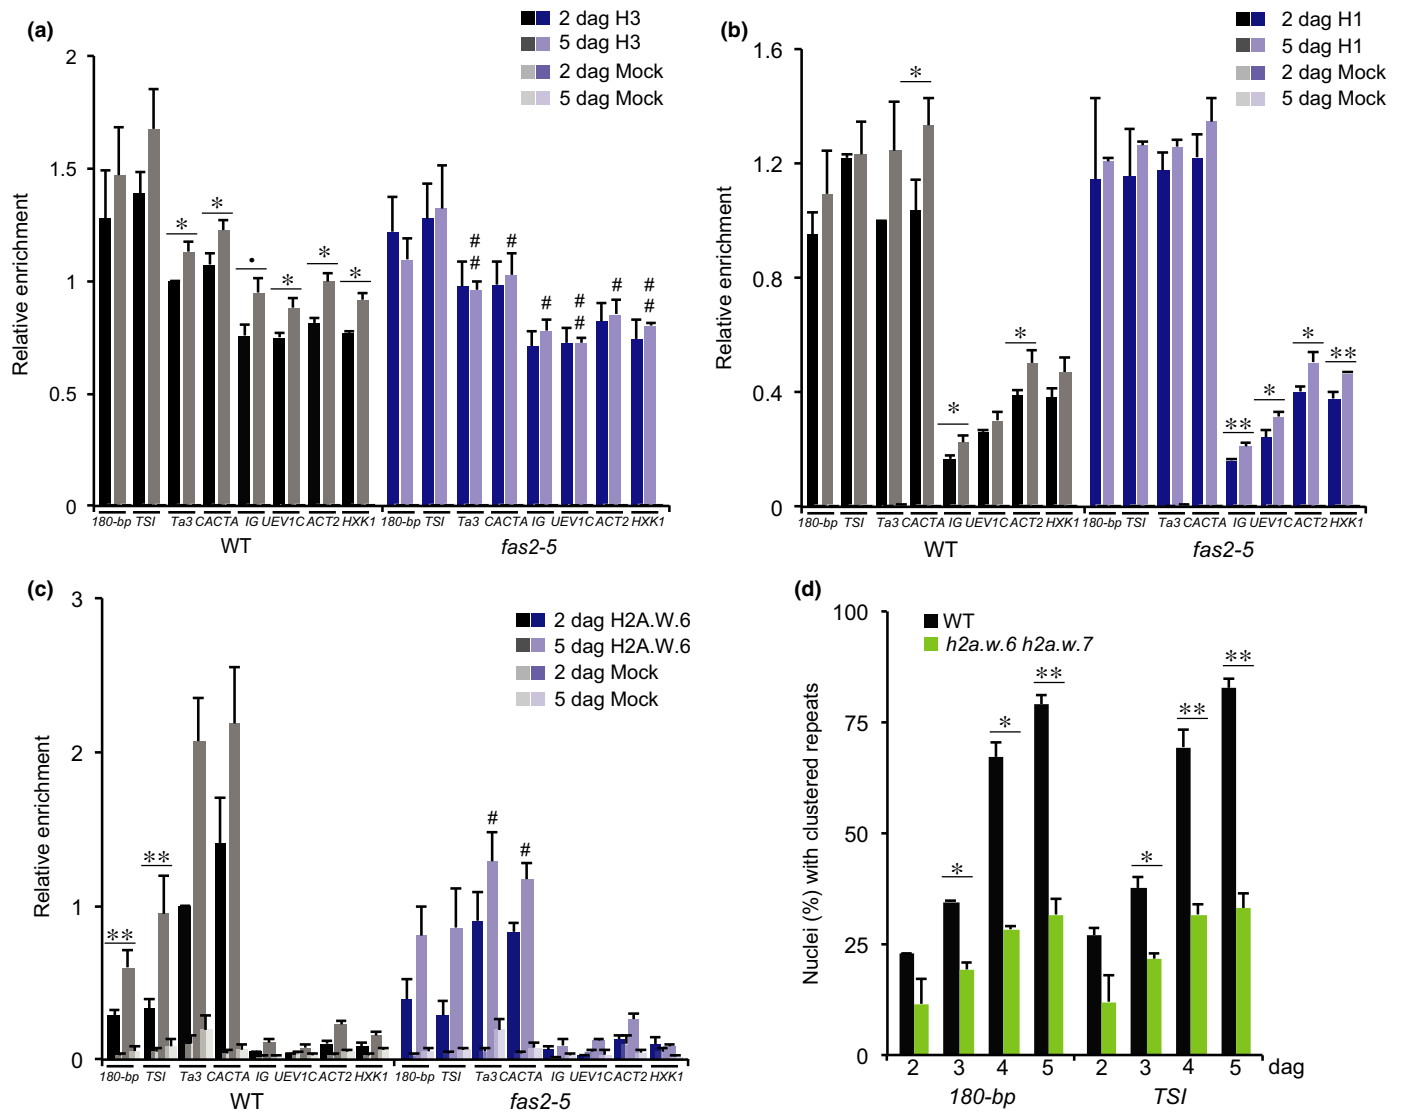 (a)
2 dag H3
5 dag H3
2 dag Mock
5 dag Mock
Relative enrichment
2
1.5
1
0.5
0
* * • * * *
# # # # # # # # #
180-bp TSI Ta3 CACTA IG UEV1C ACT2 HXK1
180-bp TSI Ta3 CACTA IG UEV1C ACT2 HXK1
WT
fas2-5
(b)
2 dag H1
5 dag H1
2 dag Mock
5 dag Mock
Relative enrichment
1.6
1.2
0.8
0.4
0
* * *
** * * **
180-bp TSI Ta3 CACTA IG UEV1C ACT2 HXK1
180-bp TSI Ta3 CACTA IG UEV1C ACT2 HXK1
WT
fas2-5
(c)
2 dag H2A.W.6
5 dag H2A.W.6
2 dag Mock
5 dag Mock
Relative enrichment
3
2
1
0
** **
# #
180-bp TSI Ta3 CACTA IG UEV1C ACT2 HXK1
180-bp TSI Ta3 CACTA IG UEV1C ACT2 HXK1
WT
fas2-5
(d)
WT
h2a.w.6 h2a.w.7
Nuclei (%) with clustered repeats
100
75
50
25
0
* * ** * ** **
2 3 4 5 2 3 4 5 dag
180-bp
TSI